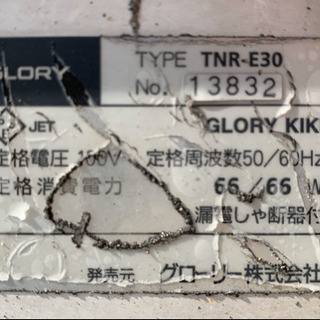 GLORY TYPE TNR-E30
No. 13832
JET GLORY KIK
定格電圧 100V 定格周波数50/60Hz
定格消費電力 66/66 W
漏電しゃ断器付
発売元 グローリー株式会社